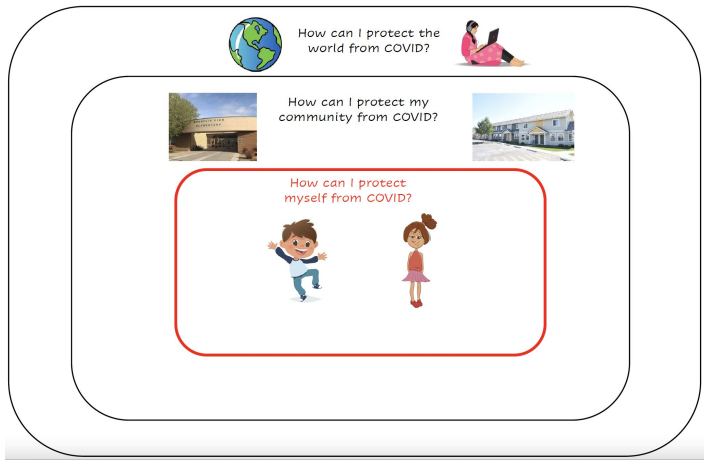 How can I protect the
world from COVID?
How can I protect my
community from COVID?
How can I protect
myself from COVID?